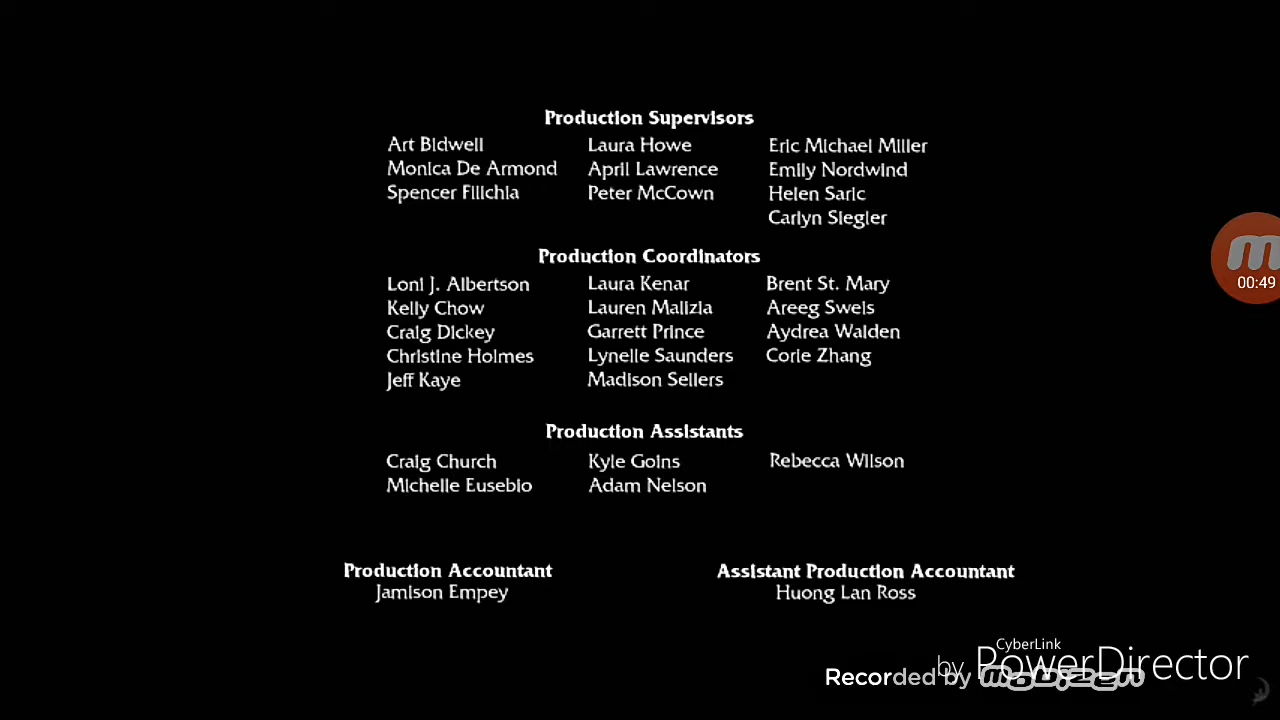 Production Supervisors
Art Bidwell Laura Howe Eric Michael Miller
Monica De Armond April Lawrence Emily Nordwind
Spencer Filichia Peter McCown Helen Saric
Carlyn Siegler
Production Coordinators
Loni J. Albertson Laura Kenar Brent St. Mary
Kelly Chow Lauren Malizia Areeg Sweis
Craig Dickey Garrett Prince Aydrea Walden
Christine Holmes Lynelle Saunders Corie Zhang
Jeff Kaye Madison Sellers
Production Assistants
Craig Church Kyle Goins Rebecca Wilson
Michelle Eusebio Adam Nelson
Production Accountant Assistant Production Accountant
Jamison Empey Huong Lan Ross
00:49
CyberLink
by PowerDirector
Recorded by MOBIZEN